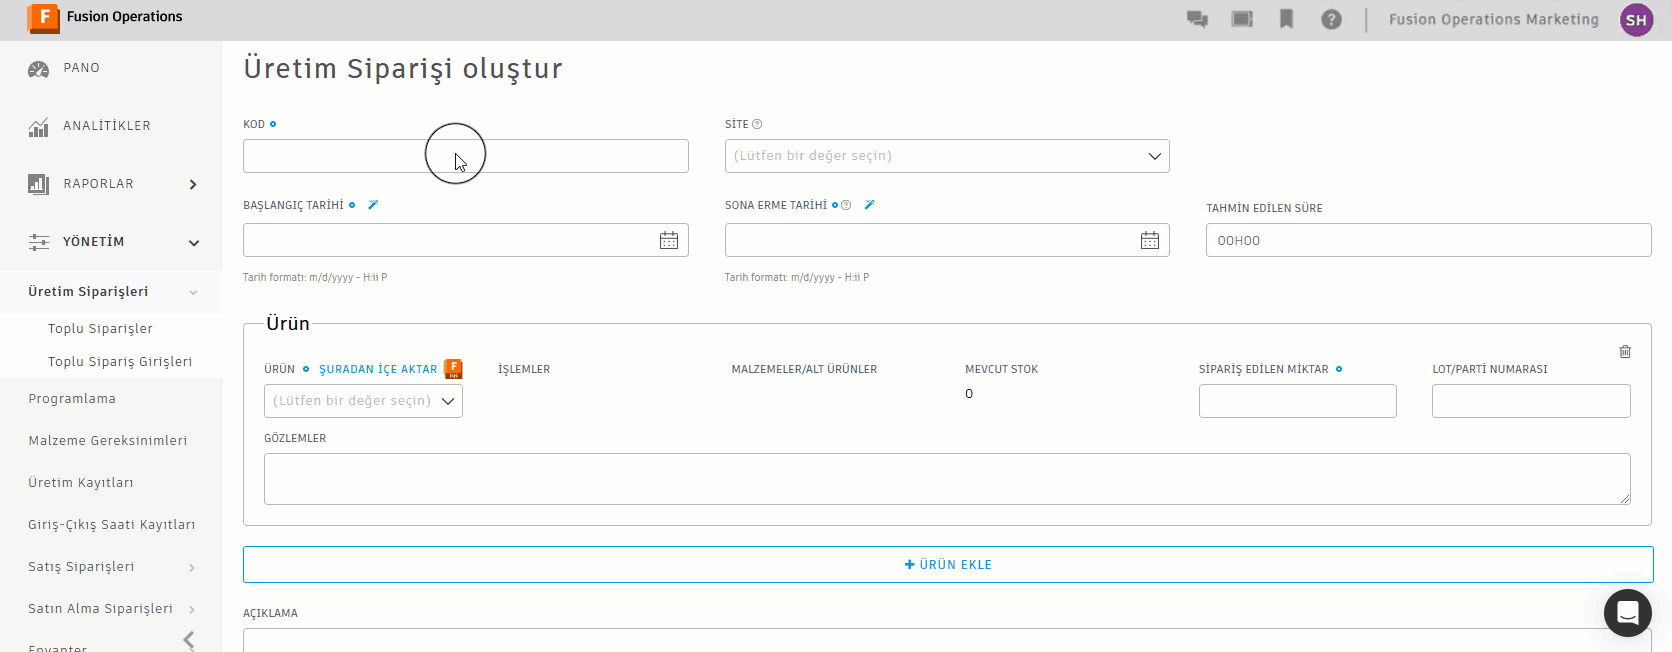 Fusion Operations
Fusion Operations Marketing
SH
PANO
ANALİTİKLER
RAPORLAR
YÖNETİM
Üretim Siparişleri
Toplu Siparişler
Toplu Sipariş Girişleri
Programlama
Malzeme Gereksinimleri
Üretim Kayıtları
Giriş-Çıkış Saati Kayıtları
Satış Siparişleri
Satın Alma Siparişleri
Envanter
Üretim Siparişi oluştur
KOD
SİTE
(Lütfen bir değer seçin)
BAŞLANGIÇ TARİHİ
SONA ERME TARİHİ
TAHMİN EDİLEN SÜRE
00H00
Tarih formatı: m/d/yyyy - H:ii P
Tarih formatı: m/d/yyyy - H:ii P
Ürün
ÜRÜN ŞURADAN İÇE AKTAR
İŞLEMLER
MALZEMELER/ALT ÜRÜNLER
MEVCUT STOK
SİPARİŞ EDİLEN MİKTAR
LOT/PARTİ NUMARASI
(Lütfen bir değer seçin)
0
GÖZLEMLER
+ ÜRÜN EKLE
AÇIKLAMA